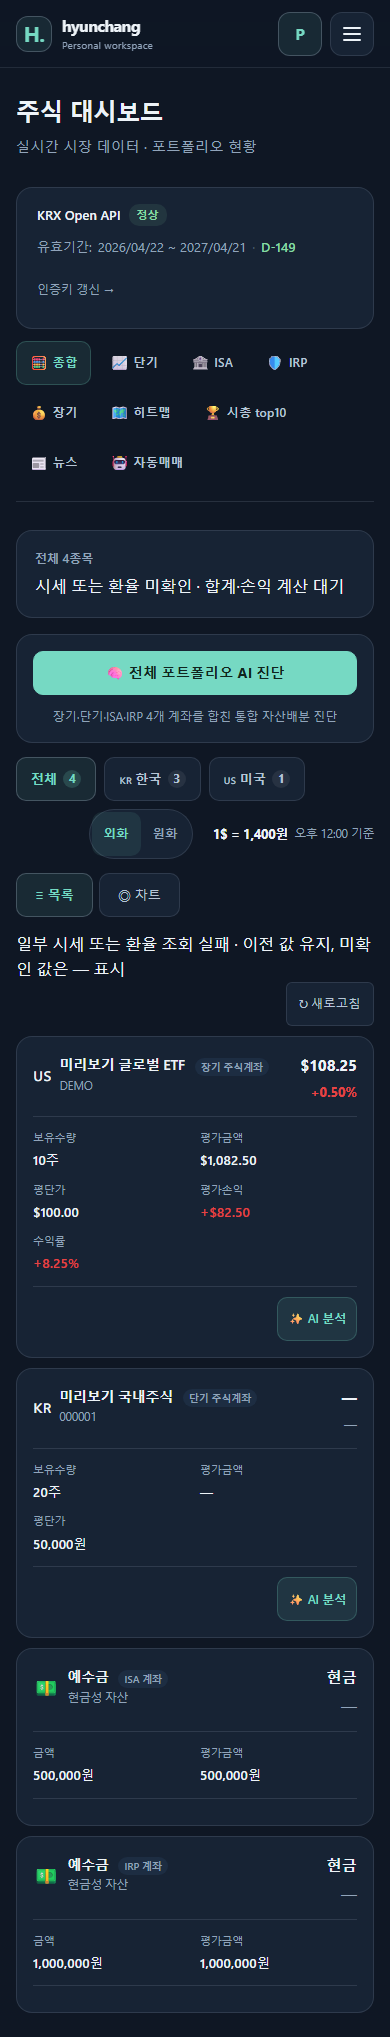 H.
hyunchang
Personal workspace
P
주식 대시보드
실시간 시장 데이터 · 포트폴리오 현황
KRX Open API 정상
유효기간: 2026/04/22 ~ 2027/04/21 · D-149
인증키 갱신 →
종합 단기 ISA IRP
장기 히트맵 시총 top10
뉴스 자동매매
전체 4종목
시세 또는 환율 미확인 · 합계·손익 계산 대기
전체 포트폴리오 AI 진단
장기·단기·ISA·IRP 4개 계좌를 합친 통합 자산배분 진단
전체 4 KR 한국 3 US 미국 1
외화 원화 1$ = 1,400원 오후 12:00 기준
≡ 목록 ◎ 차트
일부 시세 또는 환율 조회 실패 · 이전 값 유지, 미확
인 값은 — 표시
↻ 새로고침
US 미리보기 글로벌 ETF 장기 주식계좌 $108.25
DEMO +0.50%
보유수량 평가금액
10주 $1,082.50
평단가 평가손익
$100.00 +$82.50
수익률
+8.25%
✨ AI 분석
KR 미리보기 국내주식 단기 주식계좌 —
000001 —
보유수량 평가금액
20주 —
평단가
50,000원
✨ AI 분석
예수금 ISA 계좌 현금
현금성 자산 —
금액 평가금액
500,000원 500,000원
예수금 IRP 계좌 현금
현금성 자산 —
금액 평가금액
1,000,000원 1,000,000원